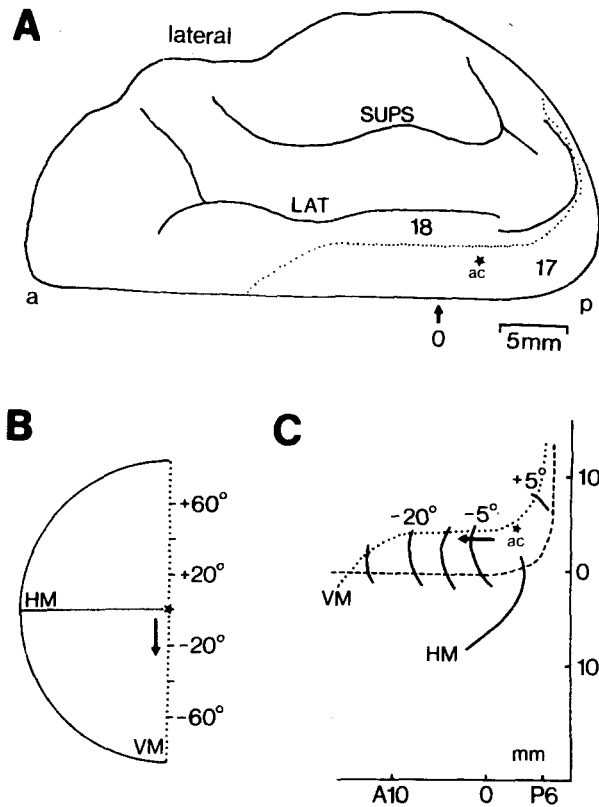 A
lateral
SUPS
LAT
18
17
ac
a
p
0
5mm
B
+60°
+20°
HM
-20°
-60°
VM
C
+5°
-20°
-5°
ac
10
0
10
VM
HM
mm
A10
0
P6